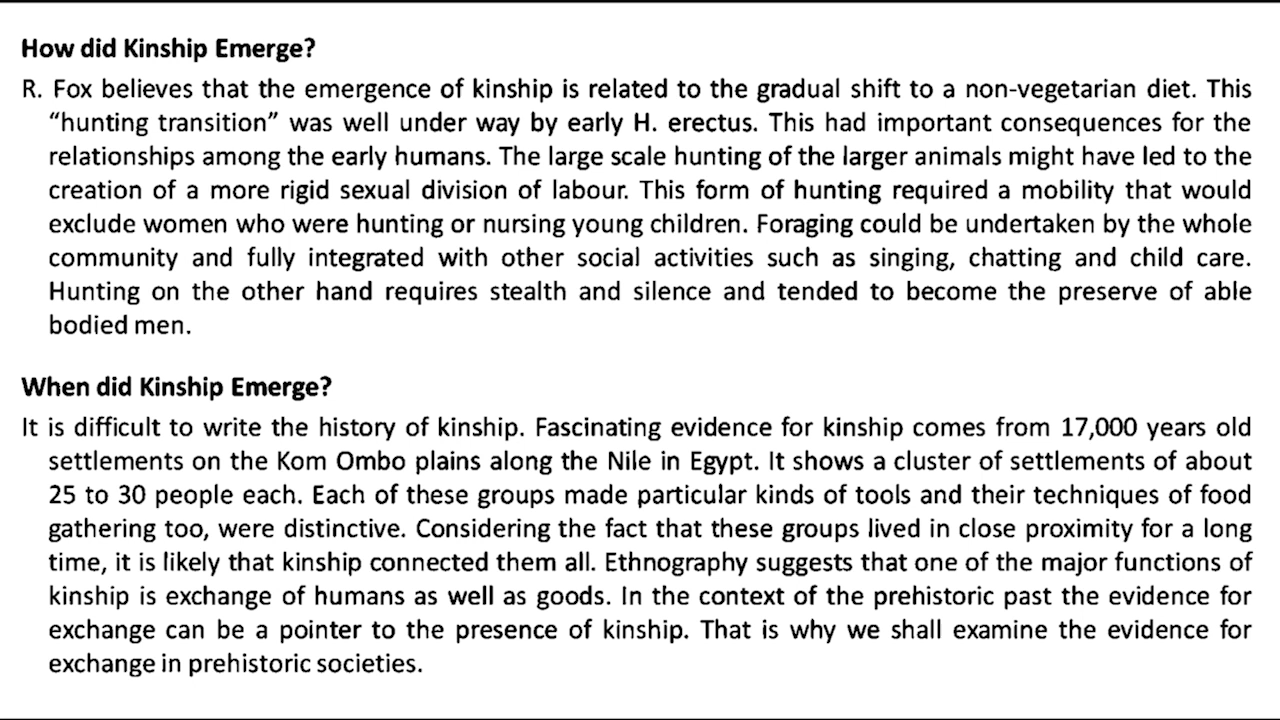 How did Kinship Emerge?
R. Fox believes that the emergence of kinship is related to the gradual shift to a non-vegetarian diet. This
“hunting transition” was well under way by early H. erectus. This had important consequences for the
relationships among the early humans. The large scale hunting of the larger animals might have led to the
creation of a more rigid sexual division of labour. This form of hunting required a mobility that would
exclude women who were hunting or nursing young children. Foraging could be undertaken by the whole
community and fully integrated with other social activities such as singing, chatting and child care.
Hunting on the other hand requires stealth and silence and tended to become the preserve of able
bodied men.
When did Kinship Emerge?
It is difficult to write the history of kinship. Fascinating evidence for kinship comes from 17,000 years old
settlements on the Kom Ombo plains along the Nile in Egypt. It shows a cluster of settlements of about
25 to 30 people each. Each of these groups made particular kinds of tools and their techniques of food
gathering too, were distinctive. Considering the fact that these groups lived in close proximity for a long
time, it is likely that kinship connected them all. Ethnography suggests that one of the major functions of
kinship is exchange of humans as well as goods. In the context of the prehistoric past the evidence for
exchange can be a pointer to the presence of kinship. That is why we shall examine the evidence for
exchange in prehistoric societies.